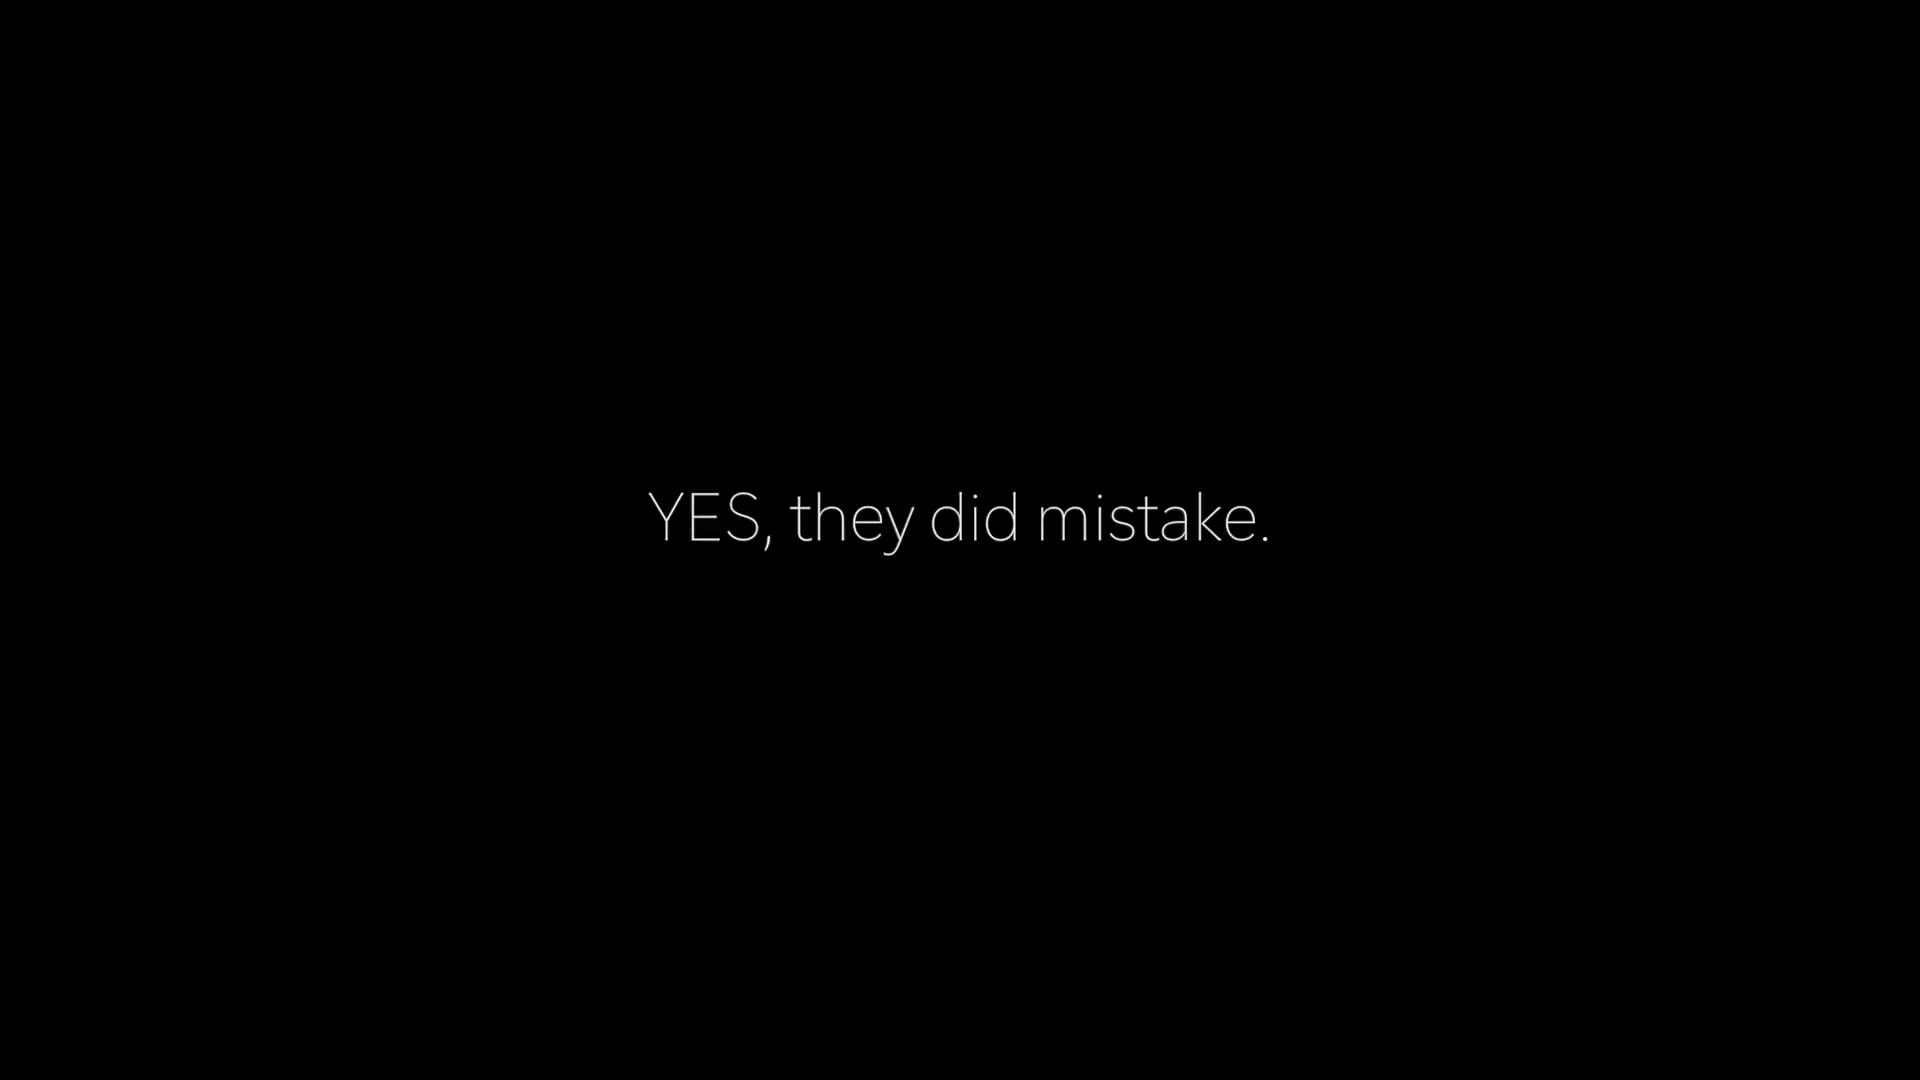 YES, they did mistake.